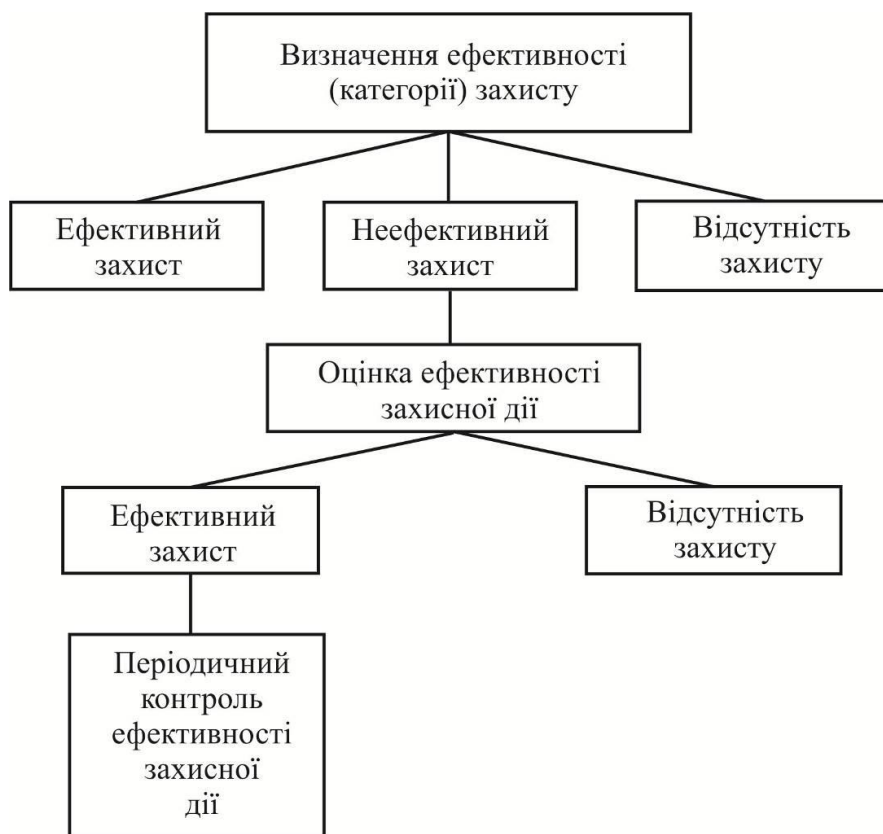 Визначення ефективності
(категорії) захисту
Ефективний
захист
Неефективний
захист
Відсутність
захисту
Оцінка ефективності
захисної дії
Ефективний
захист
Відсутність
захисту
Періодичний
контроль
ефективності
захисної
дії